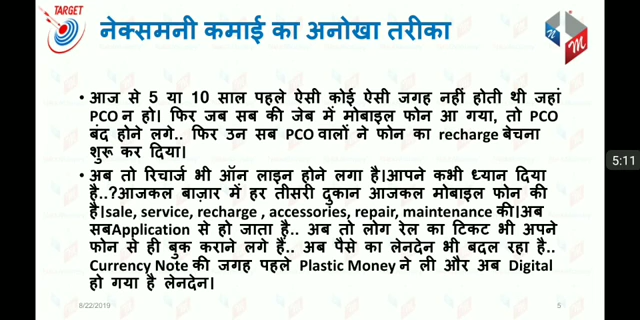 TARGET
नेक्समनी कमाई का अनोखा तरीका
n M
• आज से 5 या 10 साल पहले ऐसी कोई ऐसी जगह नहीं होती थी जहां
PCO न हो। फिर जब सब की जेब में मोबाइल फोन आ गया, तो PCO
बंद होने लगे.. फिर उन सब PCO वालों ने फोन का recharge बेचना
शुरू कर दिया।
• अब तो रिचार्ज भी ऑन लाइन होने लगा है।आपने कभी ध्यान दिया
है..?आजकल बाज़ार में हर तीसरी दुकान आजकल मोबाइल फोन की
है।sale, service, recharge , accessories, repair, maintenance की।अब
सबApplication से हो जाता है.. अब तो लोग रेल का टिकट भी अपने
फोन से ही बुक कराने लगे हैं.. अब पैसे का लेनदेन भी बदल रहा है..
Currency Note की जगह पहले Plastic Money ने ली और अब Digital
हो गया है लेनदेन।
5:11
8/22/2019
5